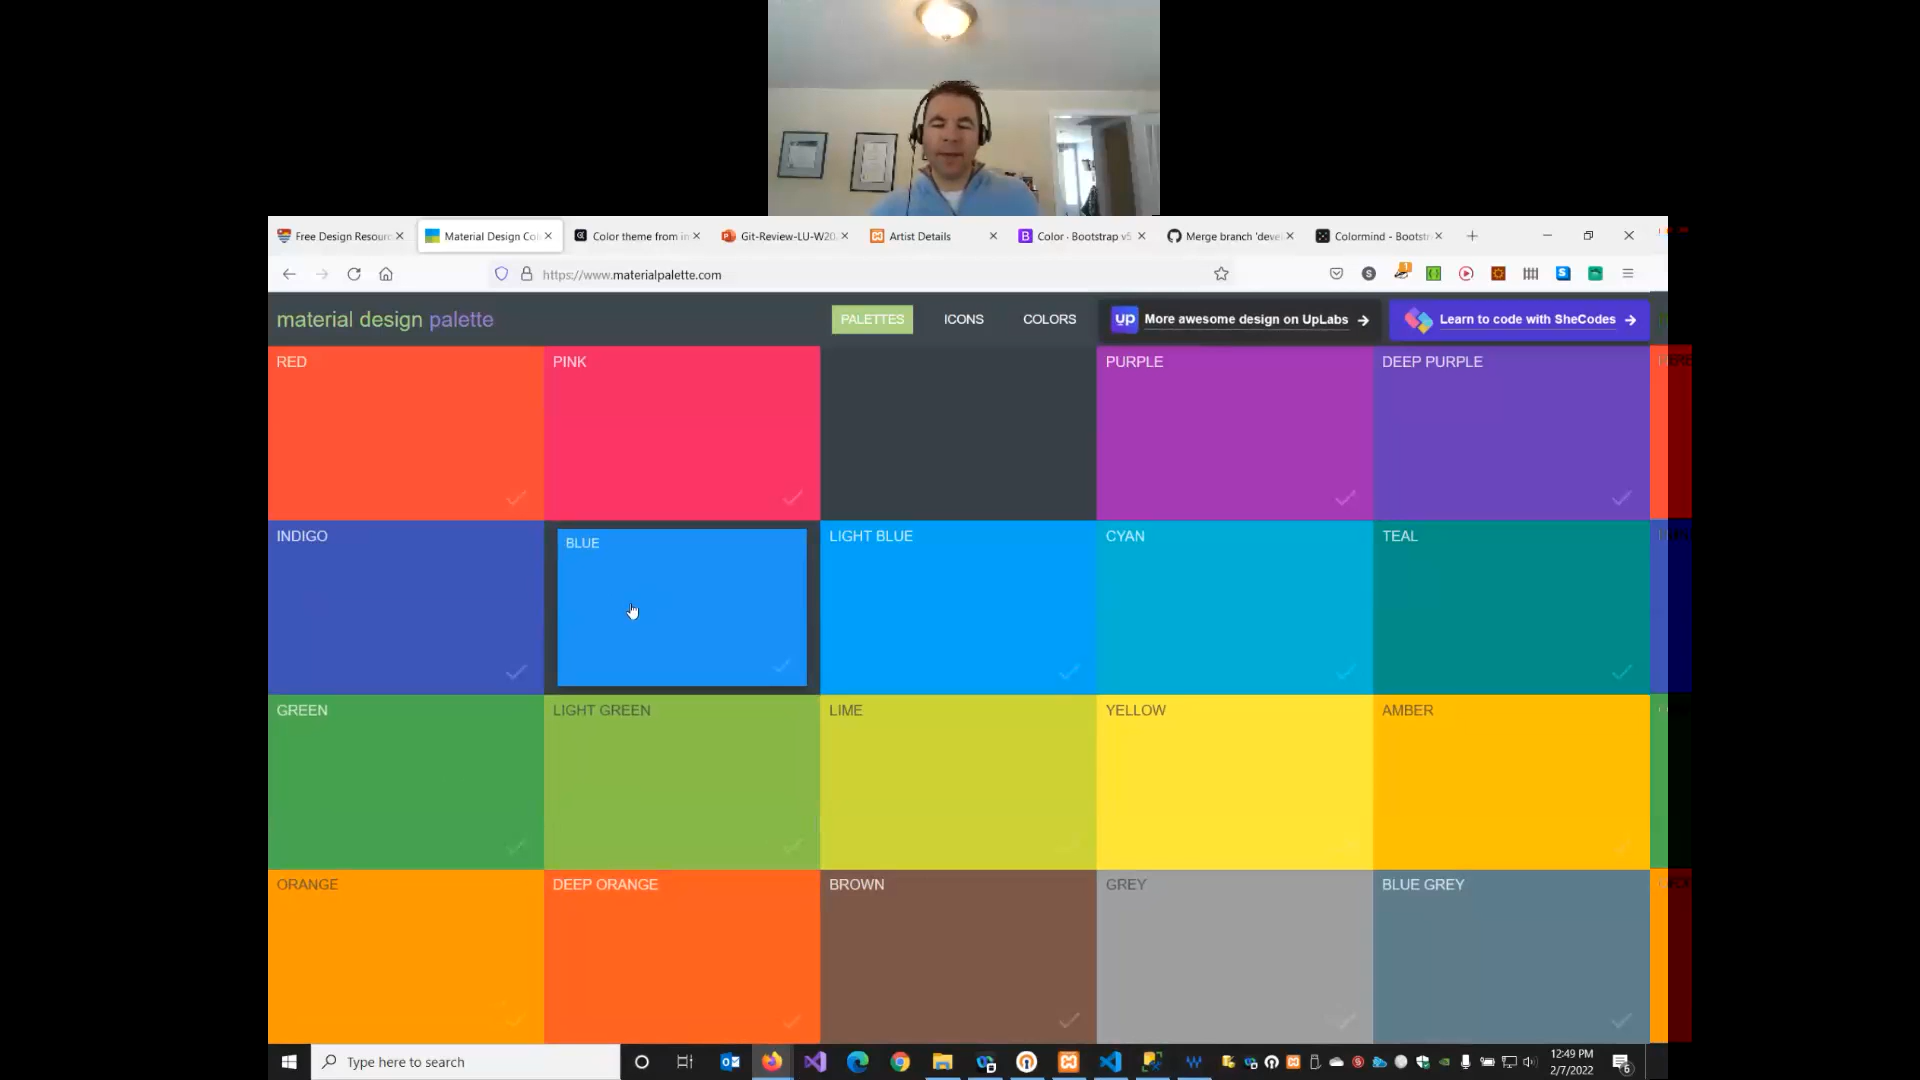 Free Design Resour
Material Design Col
Color theme from im
Git-Review-LU-W20
Artist Details
Color · Bootstrap v5
Merge branch 'devel
Colormind - Bootstr
https://www.materialpalette.com
material design palette
PALETTES
ICONS
COLORS
UP More awesome design on UpLabs →
Learn to code with SheCodes →
RED
PINK
PURPLE
DEEP PURPLE
INDIGO
BLUE
LIGHT BLUE
CYAN
TEAL
GREEN
LIGHT GREEN
LIME
YELLOW
AMBER
ORANGE
DEEP ORANGE
BROWN
GREY
BLUE GREY
Type here to search
12:49 PM
2/7/2022
6